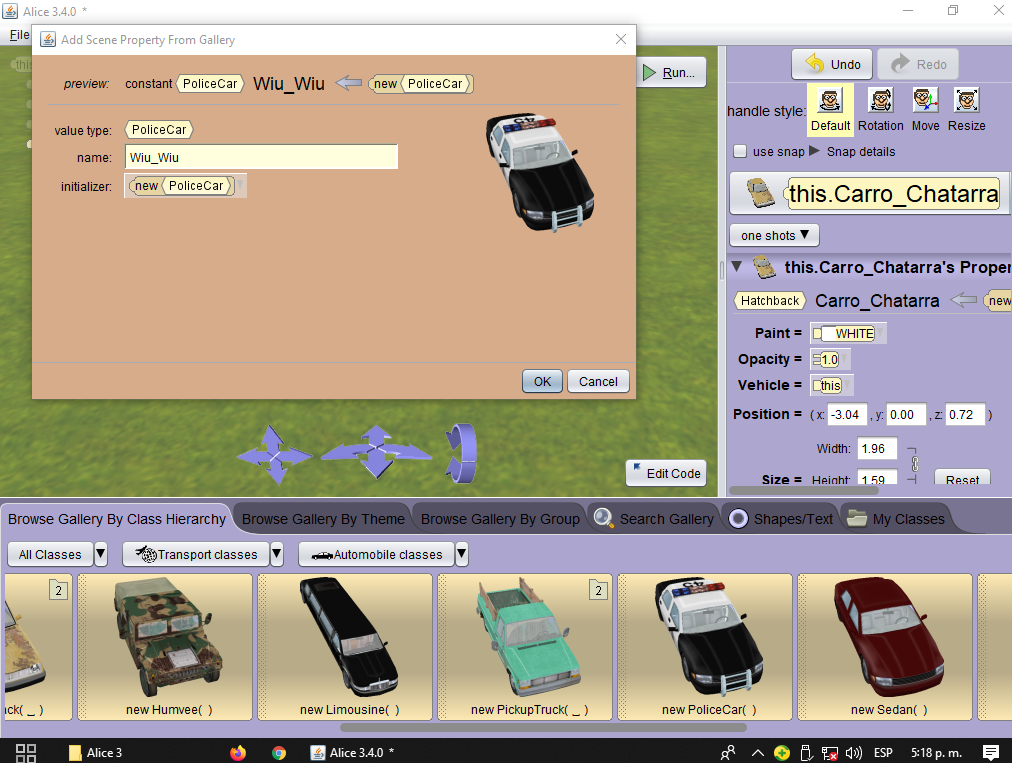 Alice 3.4.0 *
File
Add Scene Property From Gallery
preview: constant PoliceCar Wiu_Wiu new PoliceCar
value type: PoliceCar
name: Wiu_Wiu
initializer: new PoliceCar
OK Cancel
this
Run...
Undo Redo
handle style:
Default Rotation Move Resize
use snap Snap details
this.Carro_Chatarra
one shots
this.Carro_Chatarra's Proper
Hatchback Carro_Chatarra new
Paint = WHITE
Opacity = 1.0
Vehicle = this
Position = ( x: -3.04 , y: 0.00 , z: 0.72 )
Width: 1.96
Size = Height: 1.59 Reset
Edit Code
Browse Gallery By Class Hierarchy Browse Gallery By Theme Browse Gallery By Group Search Gallery Shapes/Text My Classes
All Classes Transport classes Automobile classes
2 2
ck( _ ) new Humvee( ) new Limousine( ) new PickupTruck( _ ) new PoliceCar( ) new Sedan( )
Alice 3 Alice 3.4.0 * ESP 5:18 p. m.